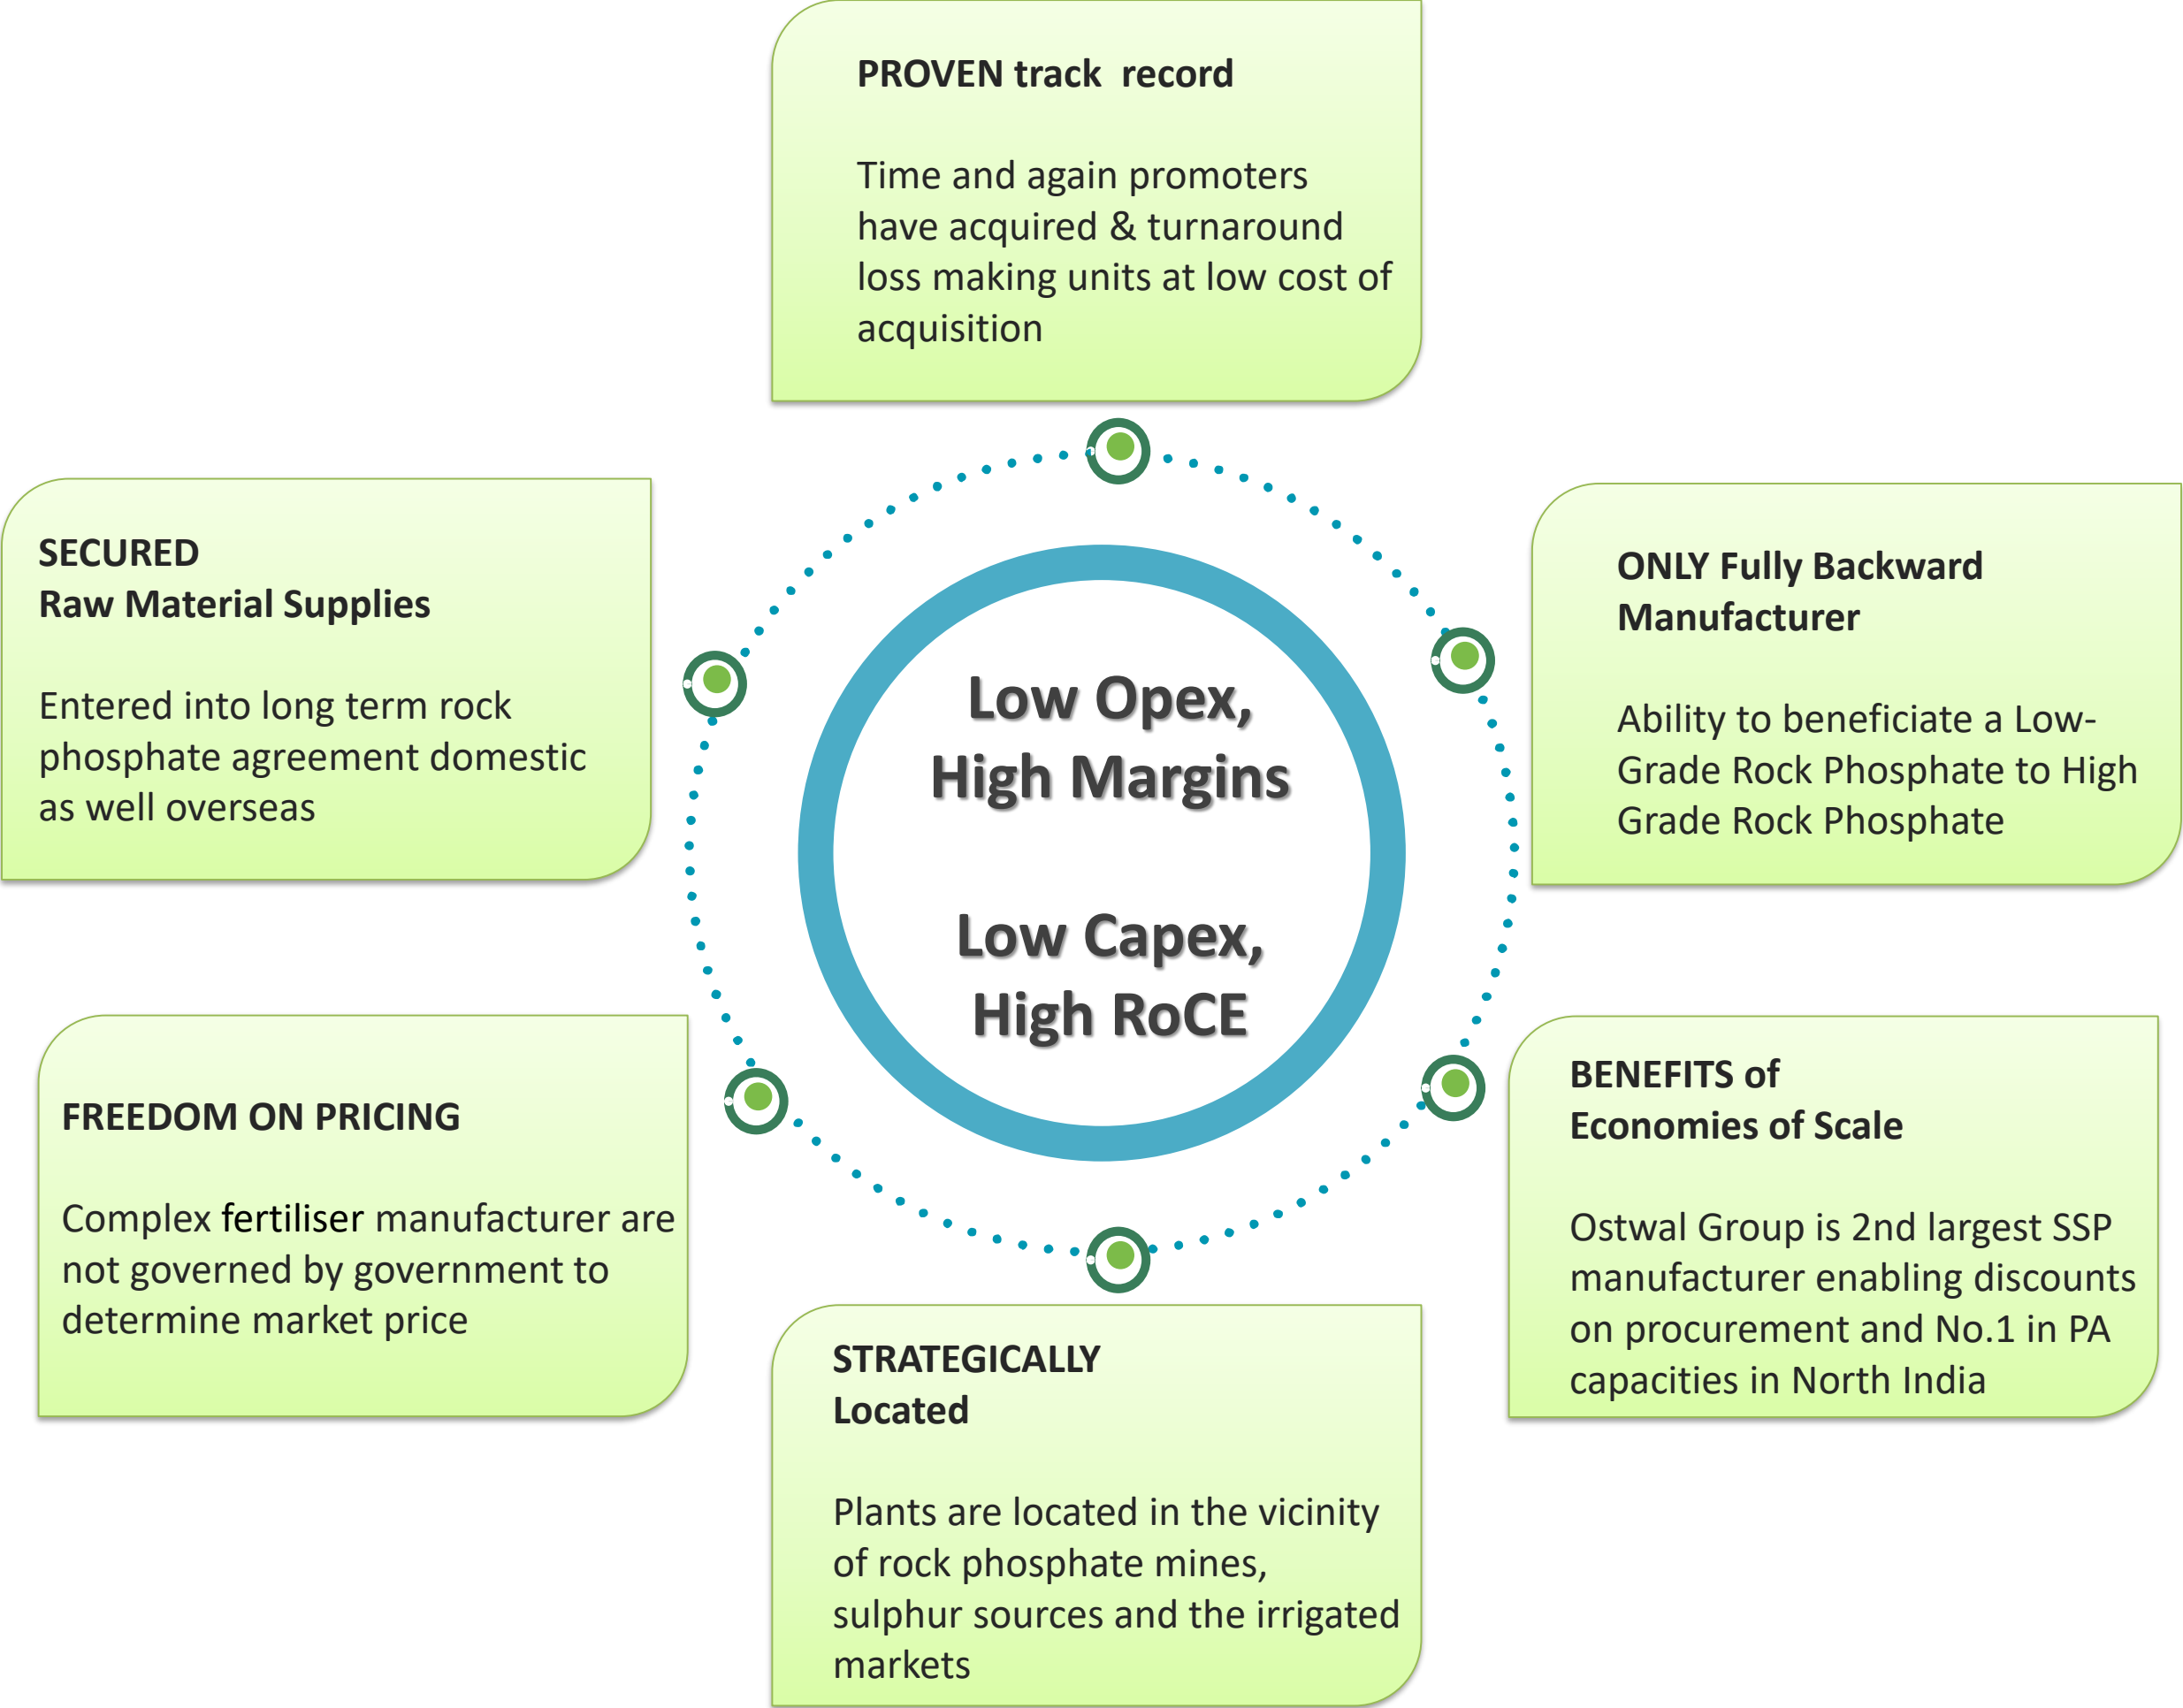 PROVEN track record
Time and again promoters
have acquired & turnaround
loss making units at low cost of
acquisition
SECURED
Raw Material Supplies
Entered into long term rock
phosphate agreement domestic
as well overseas
ONLY Fully Backward
Manufacturer
Ability to beneficiate a Low-
Grade Rock Phosphate to High
Grade Rock Phosphate
Low Opex,
High Margins
Low Capex,
High RoCE
FREEDOM ON PRICING
Complex fertiliser manufacturer are
not governed by government to
determine market price
BENEFITS of
Economies of Scale
Ostwal Group is 2nd largest SSP
manufacturer enabling discounts
on procurement and No.1 in PA
capacities in North India
STRATEGICALLY
Located
Plants are located in the vicinity
of rock phosphate mines,
sulphur sources and the irrigated
markets